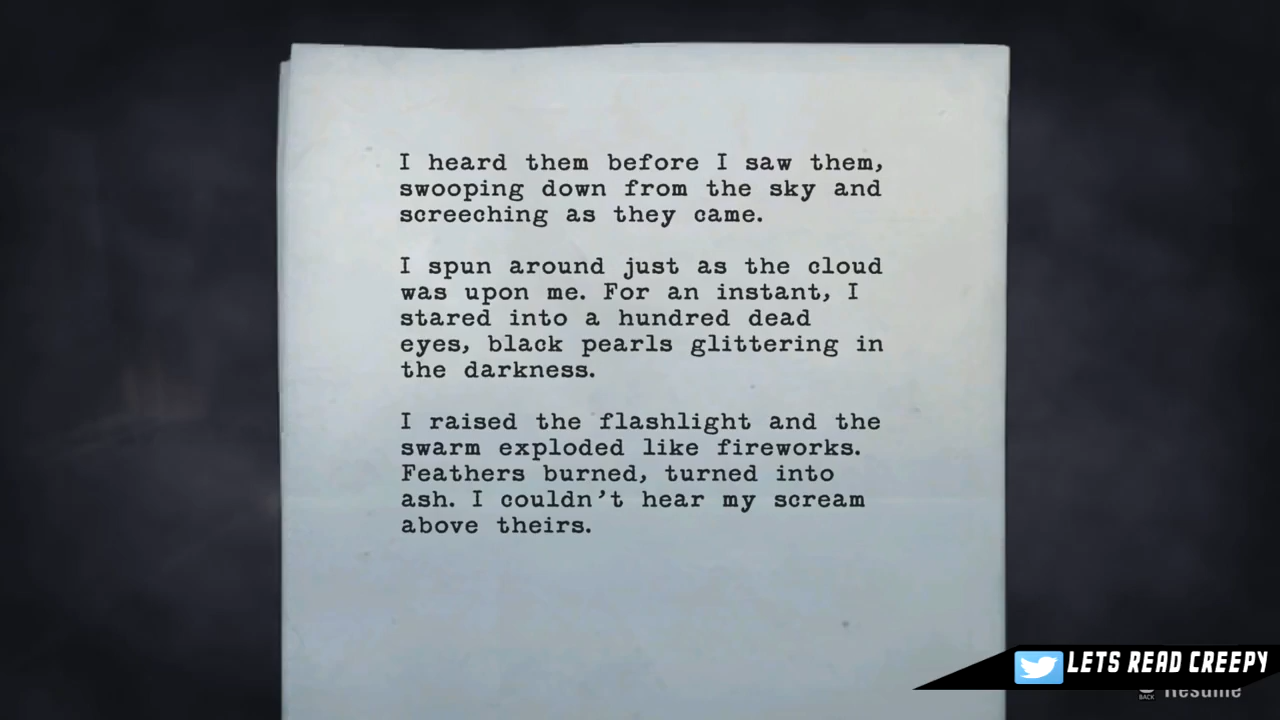 I heard them before I saw them,
swooping down from the sky and
screeching as they came.
I spun around just as the cloud
was upon me. For an instant, I
stared into a hundred dead
eyes, black pearls glittering in
the darkness.
I raised the flashlight and the
swarm exploded like fireworks.
Feathers burned, turned into
ash. I couldn't hear my scream
above theirs.
LETS READ CREEPY
BACK Resume